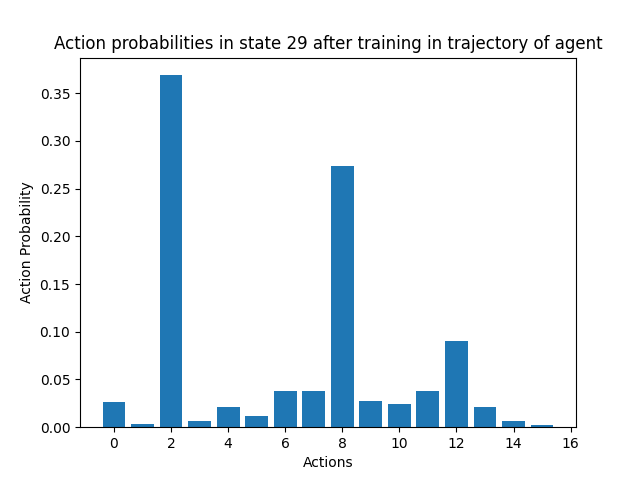 Action probabilities in state 29 after training in trajectory of agent
Action Probability
0.35
0.30
0.25
0.20
0.15
0.10
0.05
0.00
0 2 4 6 8 10 12 14 16
Actions